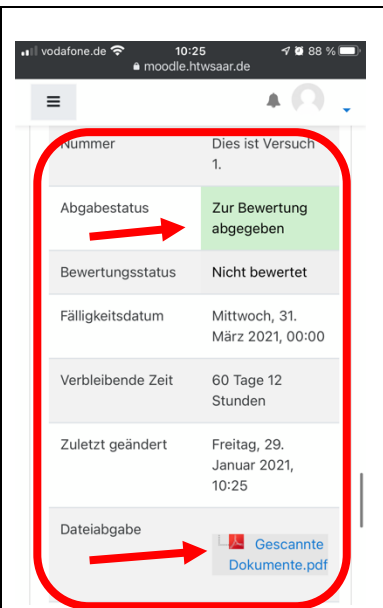 vodafone.de 10:25 88 %
moodle.htwsaar.de
Nummer Dies ist Versuch
1.
Abgabestatus Zur Bewertung
abgegeben
Bewertungsstatus Nicht bewertet
Fälligkeitsdatum Mittwoch, 31.
März 2021, 00:00
Verbleibende Zeit 60 Tage 12
Stunden
Zuletzt geändert Freitag, 29.
Januar 2021,
10:25
Dateiabgabe Gescannte
Dokumente.pdf